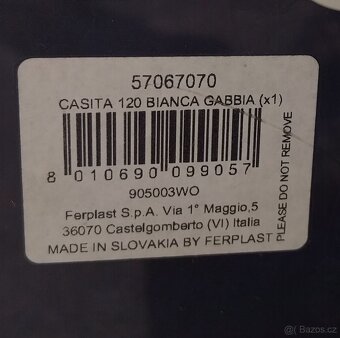 57067070
CASITA 120 BIANCA GABBIA (x1)
8 010690 099057
905003WO
Ferplast S.p.A. Via 1° Maggio,5
36070 Castelgomberto (VI) Italia
MADE IN SLOVAKIA BY FERPLAST
PLEASE DO NOT REMOVE
Bazos.cz